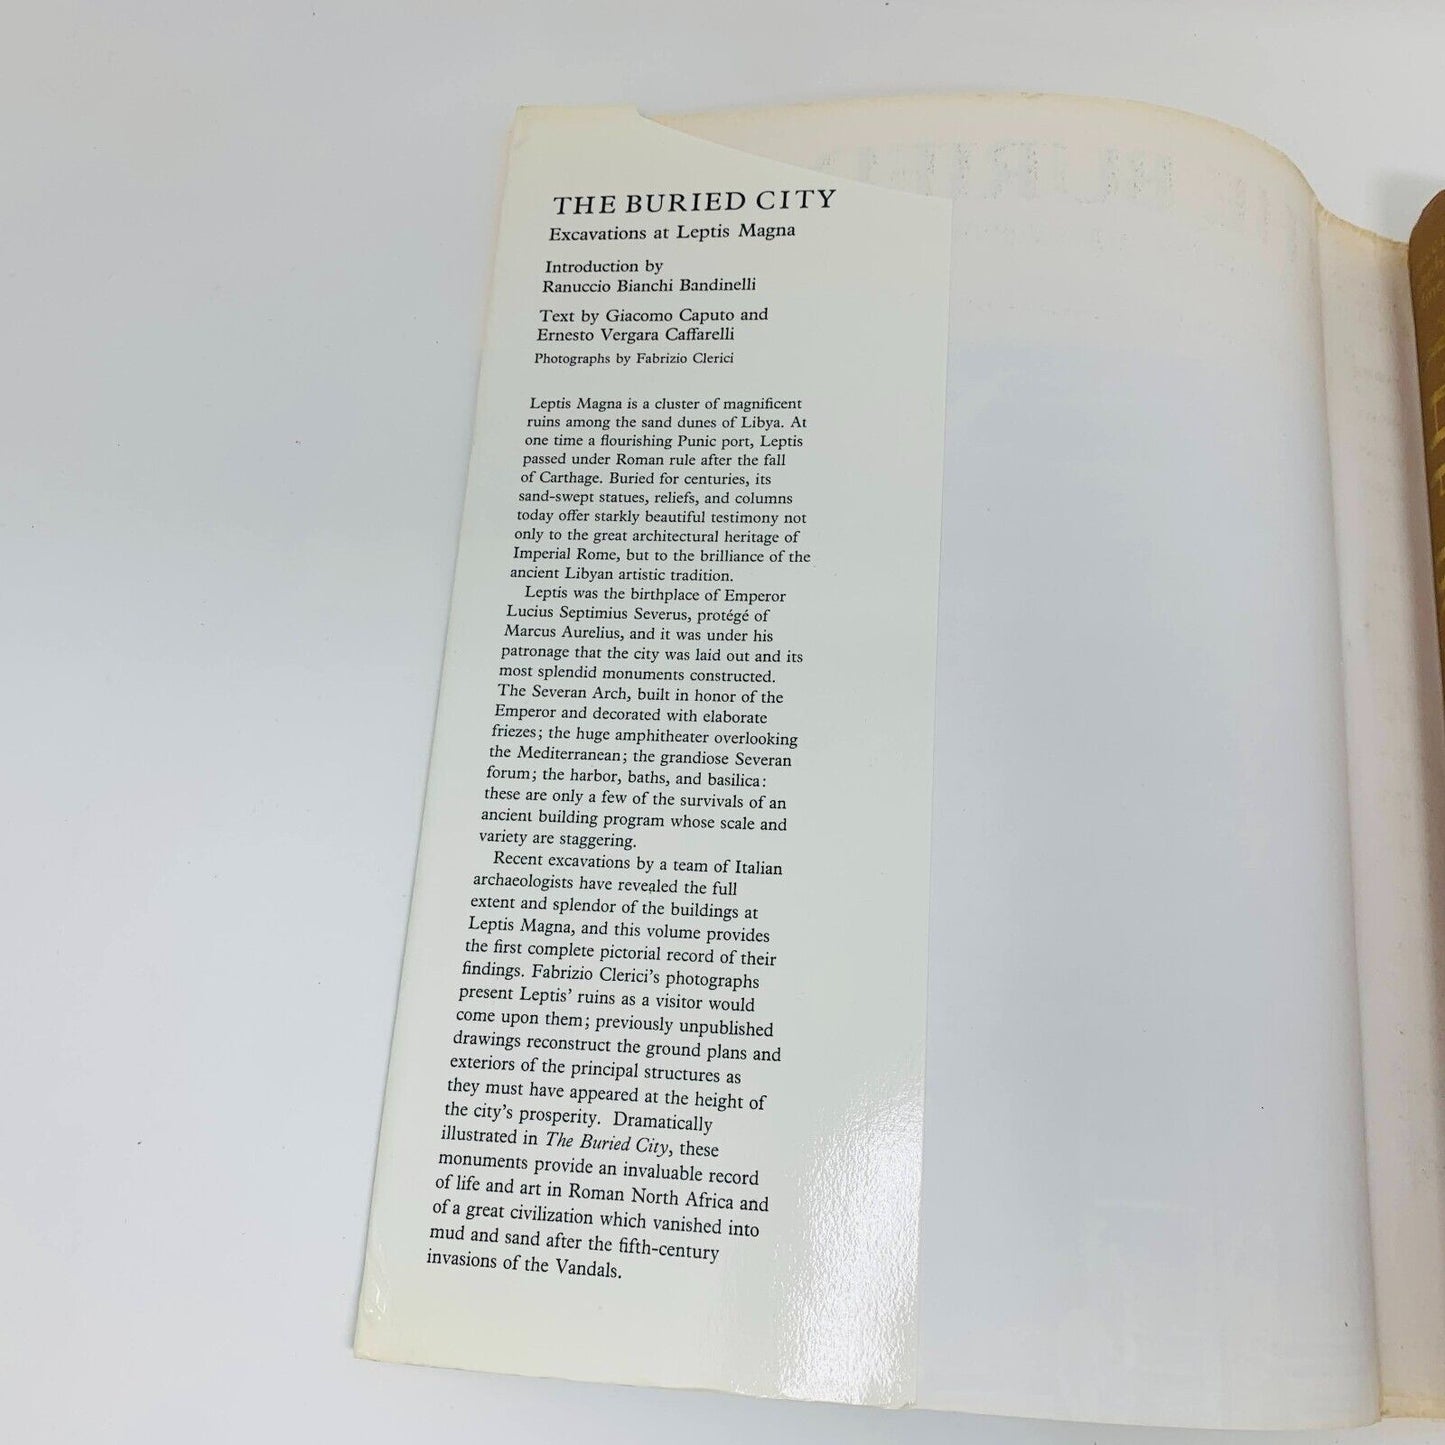 THE BURIED CITY
Excavations at Leptis Magna
Introduction by
Ranuccio Bianchi Bandinelli
Text by Giacomo Caputo and
Ernesto Vergara Caffarelli
Photographs by Fabrizio Clerici
Leptis Magna is a cluster of magnificent
ruins among the sand dunes of Libya. At
one time a flourishing Punic port, Leptis
passed under Roman rule after the fall
of Carthage. Buried for centuries, its
sand-swept statues, reliefs, and columns
today offer starkly beautiful testimony not
only to the great architectural heritage of
Imperial Rome, but to the brilliance of the
ancient Libyan artistic tradition.
Leptis was the birthplace of Emperor
Lucius Septimius Severus, protégé of
Marcus Aurelius, and it was under his
patronage that the city was laid out and its
most splendid monuments constructed.
The Severan Arch, built in honor of the
Emperor and decorated with elaborate
friezes; the huge amphitheater overlooking
the Mediterranean; the grandiose Severan
forum; the harbor, baths, and basilica:
these are only a few of the survivals of an
ancient building program whose scale and
variety are staggering.
Recent excavations by a team of Italian
archaeologists have revealed the full
extent and splendor of the buildings at
Leptis Magna, and this volume provides
the first complete pictorial record of their
findings. Fabrizio Clerici's photographs
present Leptis' ruins as a visitor would
come upon them; previously unpublished
drawings reconstruct the ground plans and
exteriors of the principal structures as
they must have appeared at the height of
the city's prosperity. Dramatically
illustrated in The Buried City, these
monuments provide an invaluable record
of life and art in Roman North Africa and
of a great civilization which vanished into
mud and sand after the fifth-century
invasions of the Vandals.